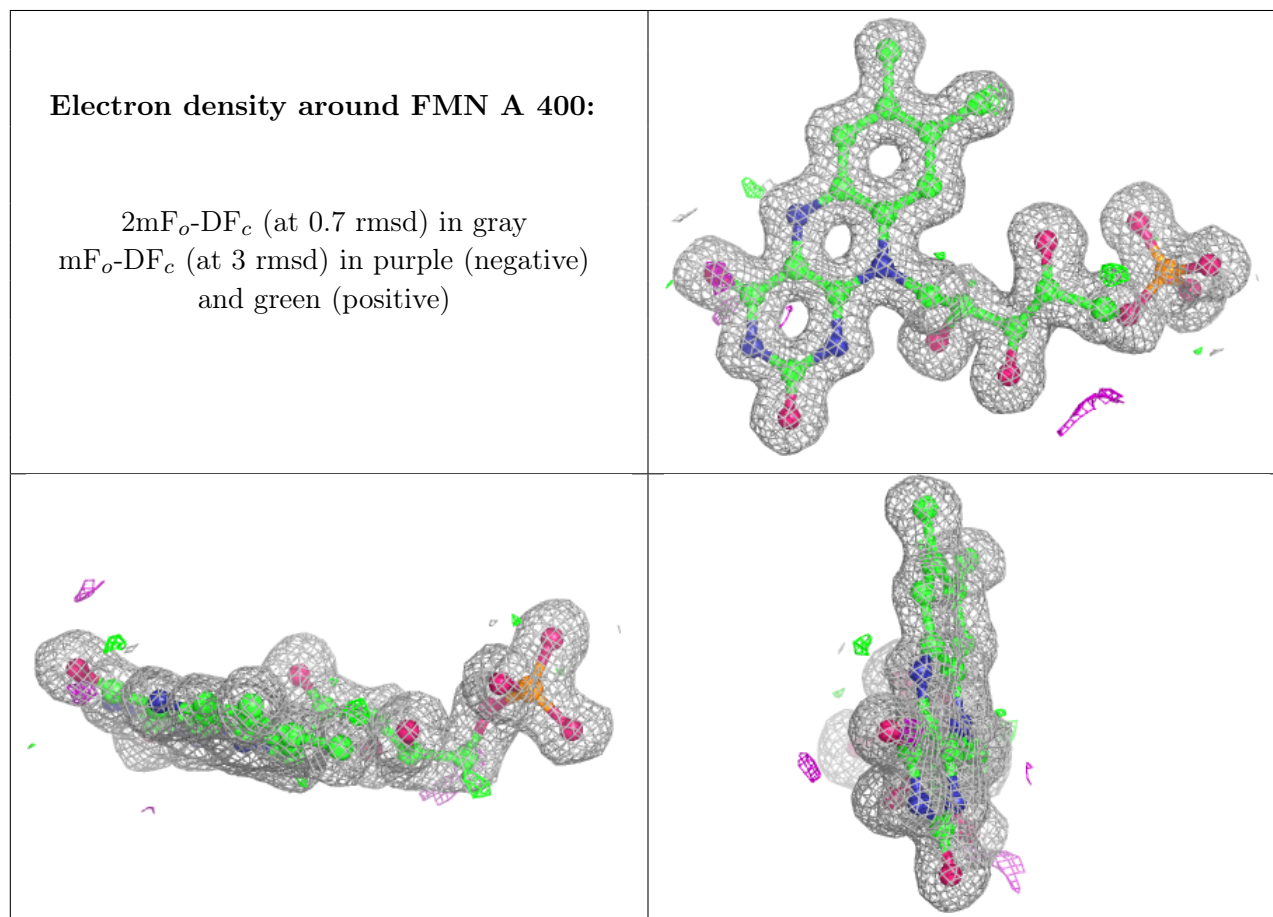 Electron density around FMN A 400:
2mFo-DFc (at 0.7 rmsd) in gray
mFo-DFc (at 3 rmsd) in purple (negative)
and green (positive)